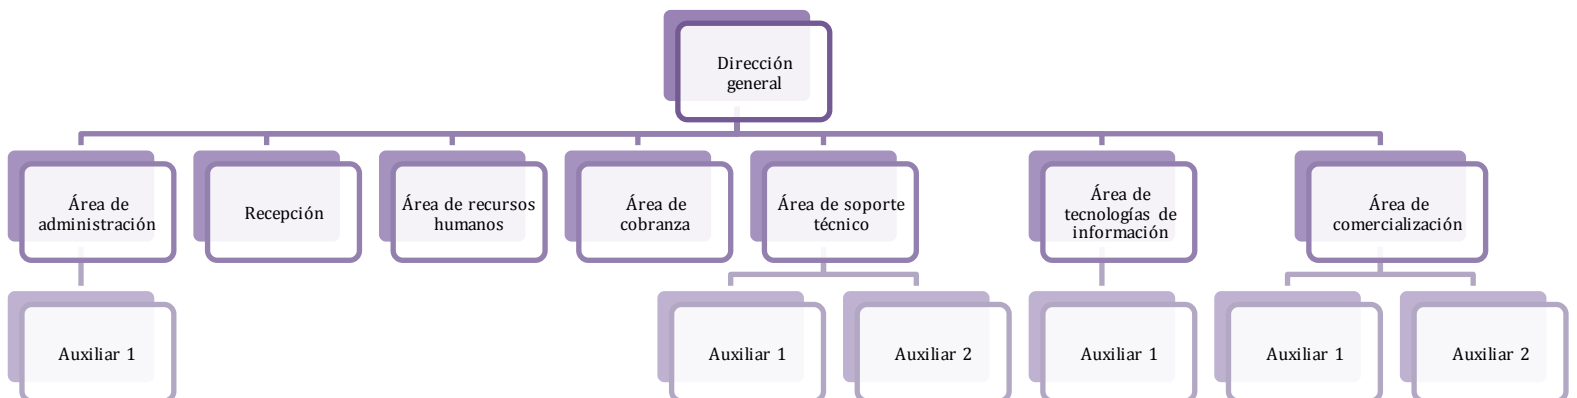 Dirección
general
Área de
administración
Recepción
Área de recursos
humanos
Área de
cobranza
Área de soporte
técnico
Área de
tecnologías de
información
Área de
comercialización
Auxiliar 1
Auxiliar 1
Auxiliar 2
Auxiliar 1
Auxiliar 1
Auxiliar 2